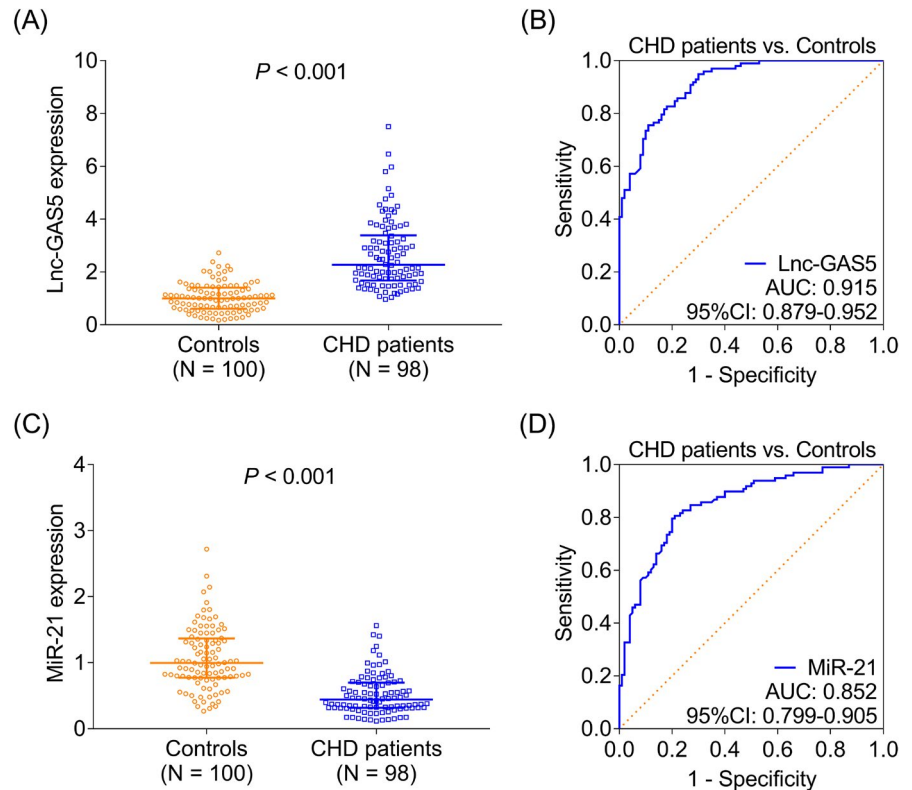 (A)
P < 0.001
Lnc-GAS5 expression
10
8
6
4
2
0
Controls
(N = 100)
CHD patients
(N = 98)
(B)
CHD patients vs. Controls
Sensitivity
1.0
0.8
0.6
0.4
0.2
0.0
Lnc-GAS5
AUC: 0.915
95%CI: 0.879-0.952
0.0 0.2 0.4 0.6 0.8 1.0
1 - Specificity
(C)
P < 0.001
MiR-21 expression
4
3
2
1
0
Controls
(N = 100)
CHD patients
(N = 98)
(D)
CHD patients vs. Controls
Sensitivity
1.0
0.8
0.6
0.4
0.2
0.0
MiR-21
AUC: 0.852
95%CI: 0.799-0.905
0.0 0.2 0.4 0.6 0.8 1.0
1 - Specificity